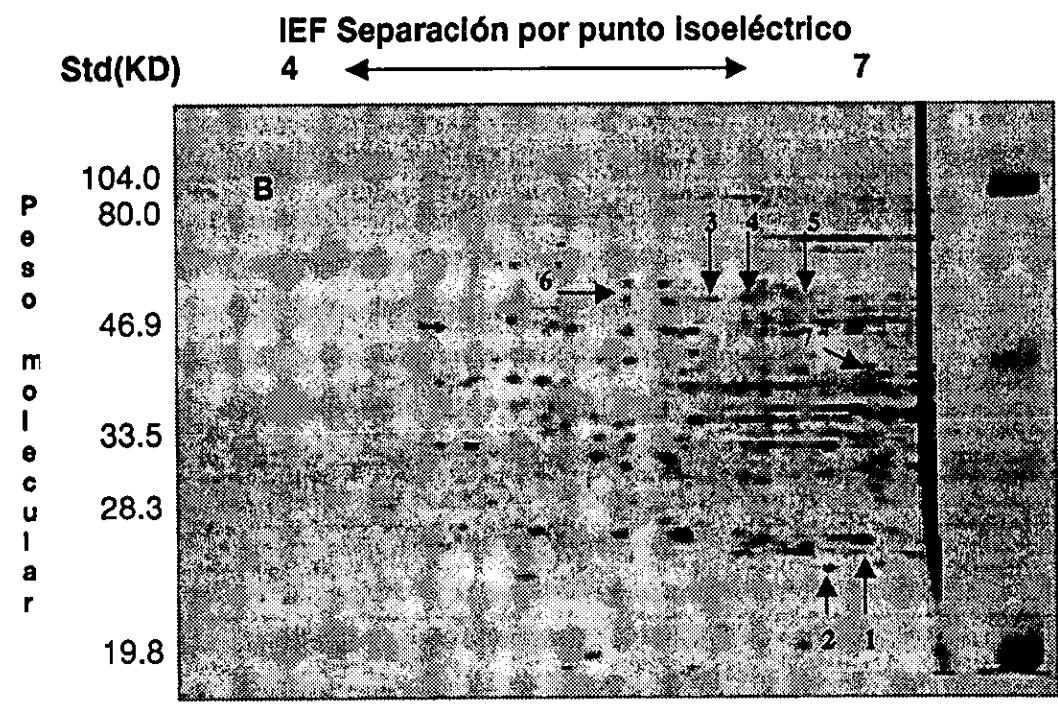 IEF Separación por punto isoeléctrico
Std(KD) 4 7
Peso molecular
104.0
80.0
46.9
33.5
28.3
19.8
B
3 4 5
6
7
2 1